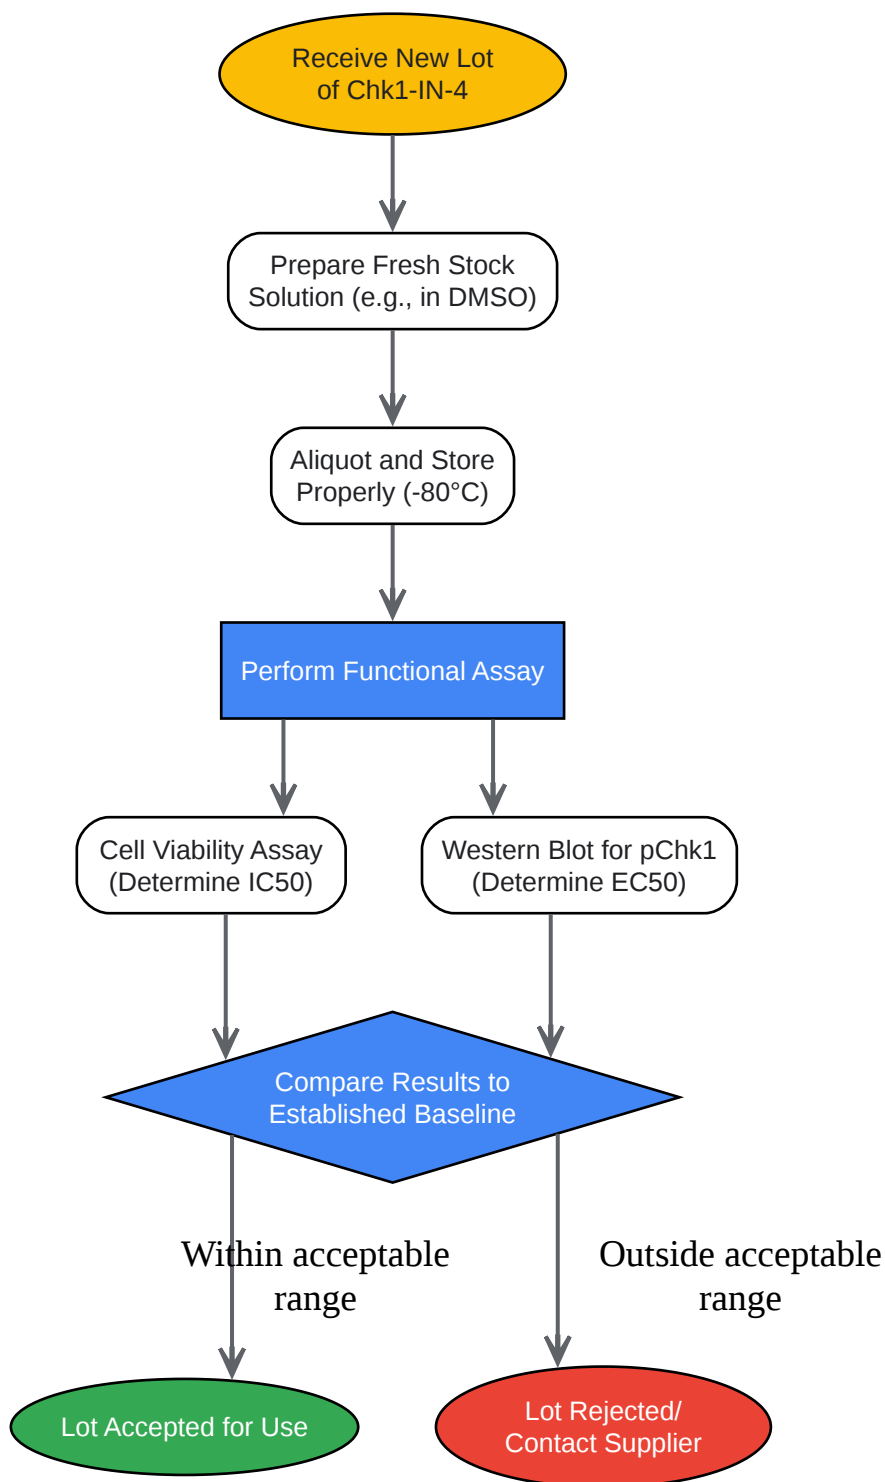 Receive New Lot
of Chk1-IN-4
Prepare Fresh Stock
Solution (e.g., in DMSO)
Aliquot and Store
Properly (-80°C)
Perform Functional Assay
Cell Viability Assay
(Determine IC50)
Western Blot for pChk1
(Determine EC50)
Compare Results to
Established Baseline
Within acceptable
range
Outside acceptable
range
Lot Accepted for Use
Lot Rejected/
Contact Supplier